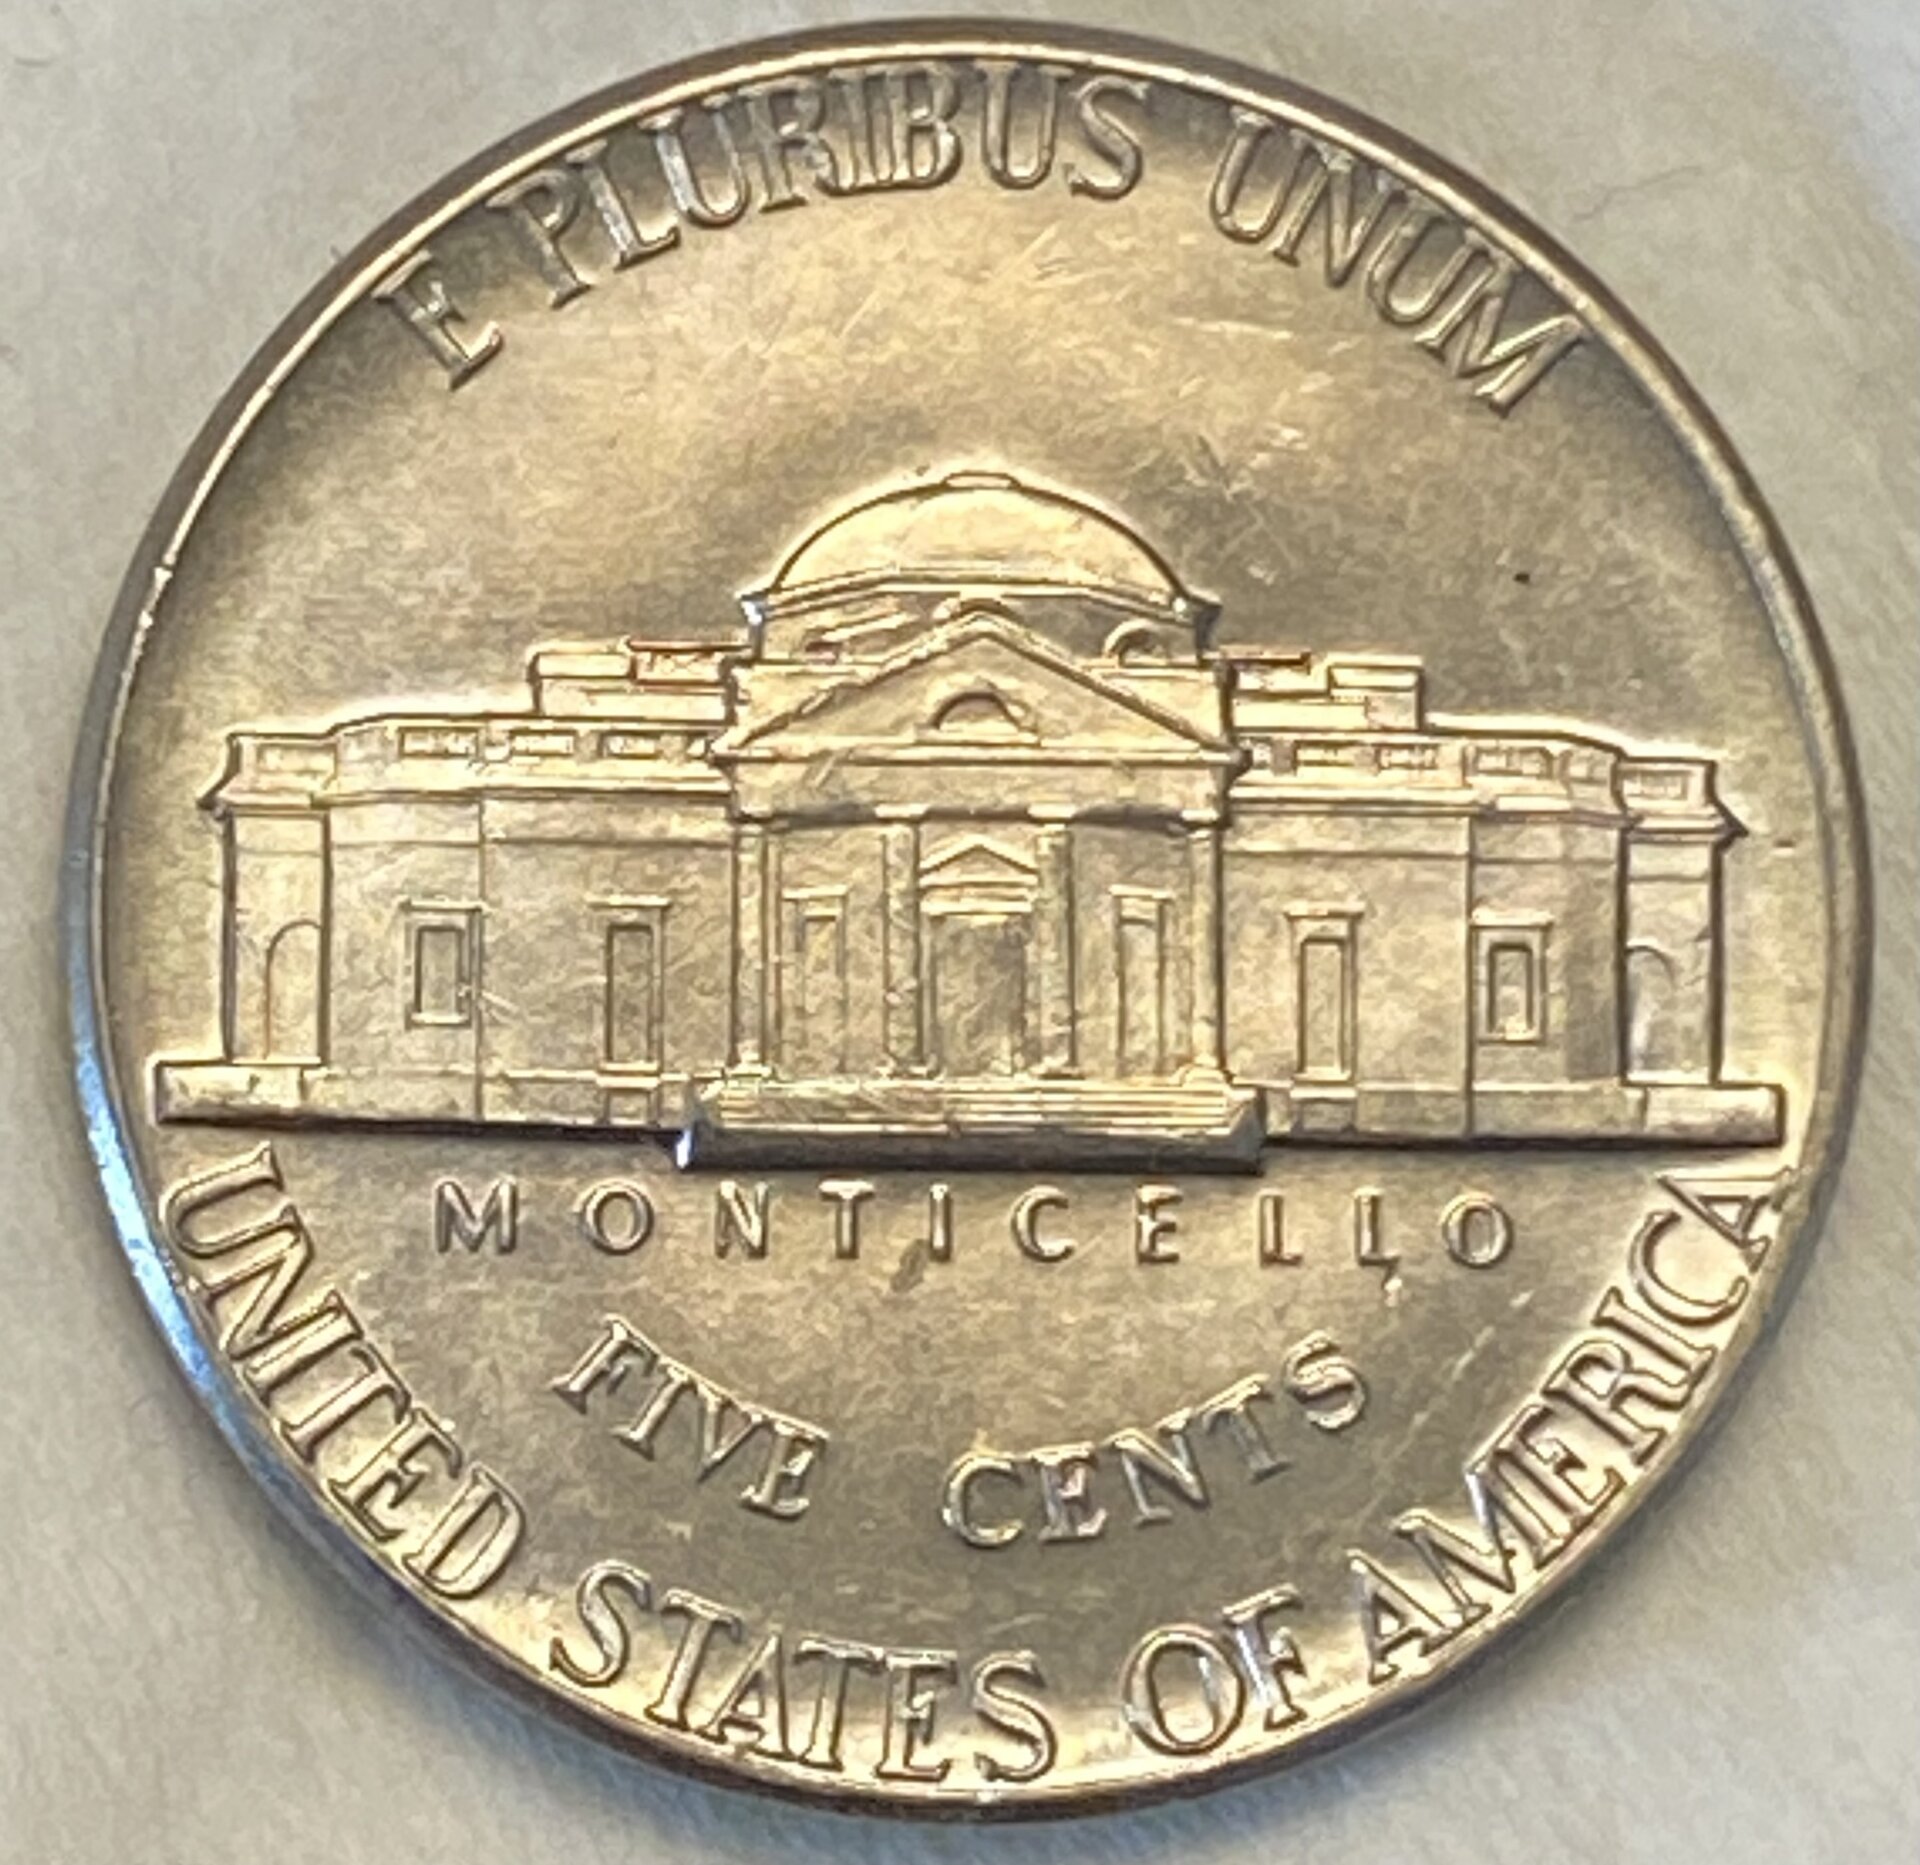 E PLURIBUS UNUM
MONTICELLO
FIVE CENTS
UNITED STATES OF AMERICA